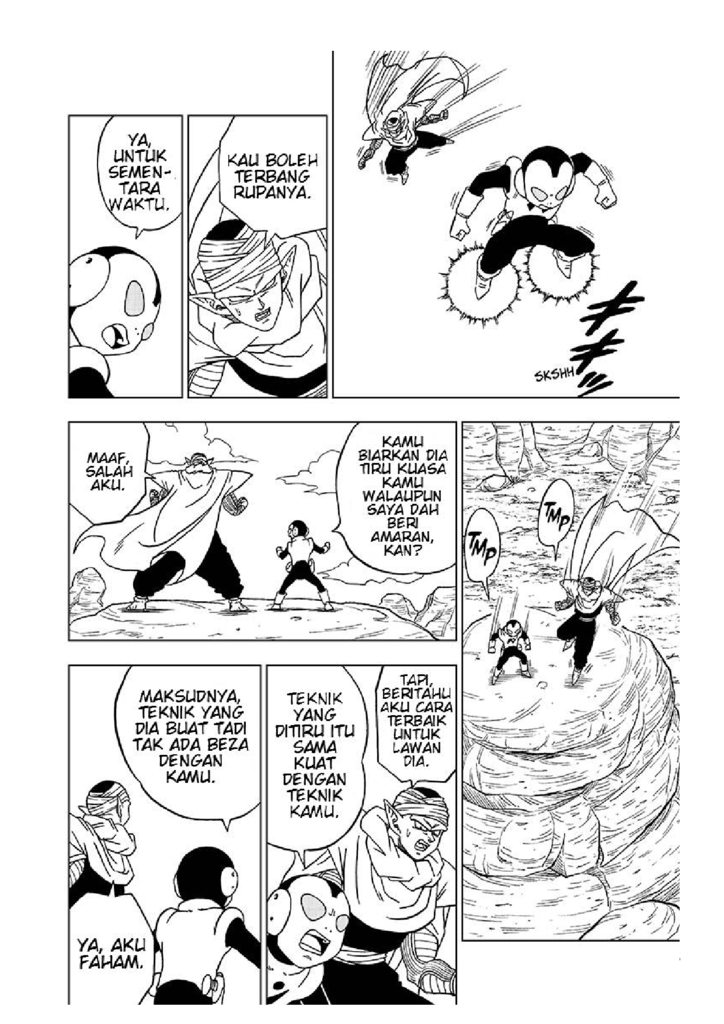 SKSHH
KAU BOLEH
TERBANG
RUPANYA.
YA,
UNTUK
SEMEN-
TARA
WAKTU.
TMP
TMP
KAMU
BIARKAN DIA
TIRU KUASA
KAMU
WALAUPUN
SAYA DAH
BERI
AMARAN,
KAN?
MAAF,
SALAH
AKU.
TAPI,
BERITAHU
AKU CARA
TERBAIK
UNTUK
LAWAN
DIA.
TEKNIK
YANG
DITIRU ITU
SAMA
KUAT
DENGAN
TEKNIK
KAMU.
MAKSUDNYA,
TEKNIK YANG
DIA BUAT TADI
TAK ADA BEZA
DENGAN
KAMU.
YA, AKU
FAHAM.